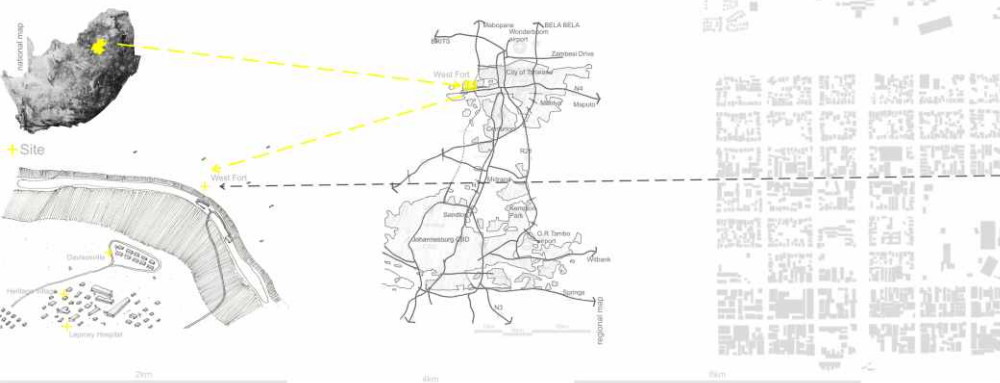 national map
Site
West Fort
Daviesville
Heritage Village
Leprosy Hospital
2km
Mabopane
BELA BELA
BRITS
Wonderboom
airport
Zambesi Drive
West Fort
City of Tshwane
N4
Maputo
R21
Midrand
Sandton
Kempton
Park
Johannesburg CBD
O.R Tambo
airport
Witbank
Springs
N3
regional map
4km
6km